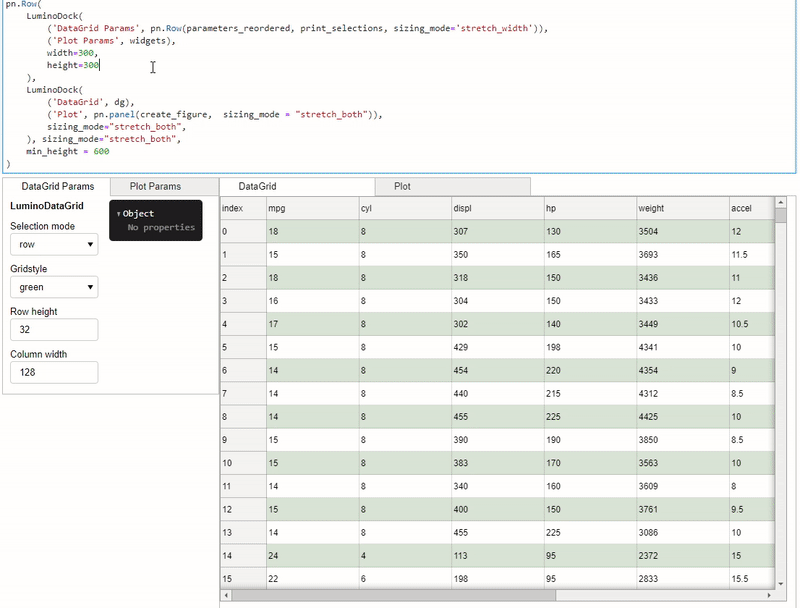 pn.Row(
LuminoDock(
('DataGrid Params', pn.Row(parameters_reordered, print_selections, sizing_mode='stretch_width')),
('Plot Params', widgets),
width=300,
height=300
),
LuminoDock(
('DataGrid', dg),
('Plot', pn.panel(create_figure,  sizing_mode = "stretch_both")),
sizing_mode="stretch_both",
), sizing_mode="stretch_both",
min_height = 600
)
DataGrid Params Plot Params DataGrid Plot
LuminoDataGrid
Selection mode
row
Gridstyle
green
Row height
32
Column width
128
▾Object
No properties
index mpg cyl displ hp weight accel
0 18 8 307 130 3504 12
1 15 8 350 165 3693 11.5
2 18 8 318 150 3436 11
3 16 8 304 150 3433 12
4 17 8 302 140 3449 10.5
5 15 8 429 198 4341 10
6 14 8 454 220 4354 9
7 14 8 440 215 4312 8.5
8 14 8 455 225 4425 10
9 15 8 390 190 3850 8.5
10 15 8 383 170 3563 10
11 14 8 340 160 3609 8
12 15 8 400 150 3761 9.5
13 14 8 455 225 3086 10
14 24 4 113 95 2372 15
15 22 6 198 95 2833 15.5